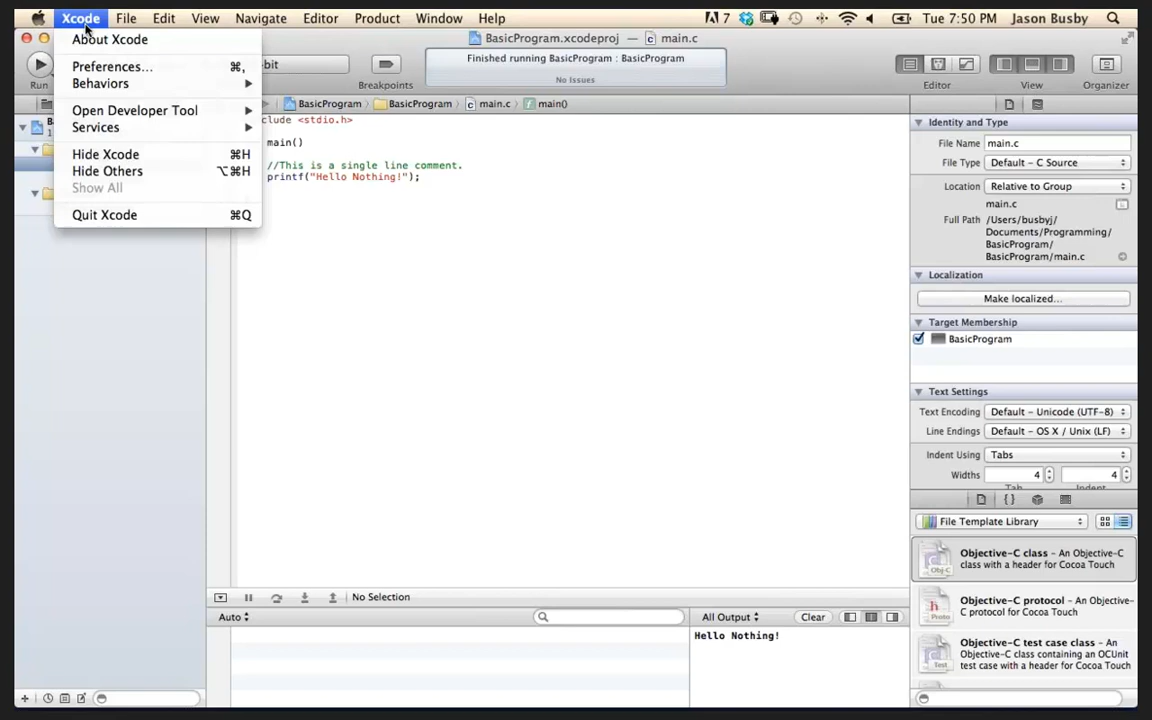 Xcode File Edit View Navigate Editor Product Window Help 7 Tue 7:50 PM Jason Busby
BasicProgram.xcodeproj — main.c
About Xcode
Preferences... ⌘,
Behaviors
Open Developer Tool
Services
Hide Xcode ⌘H
Hide Others ⌥⌘H
Show All
Quit Xcode ⌘Q
Run
-bit
Breakpoints
Finished running BasicProgram : BasicProgram
No Issues
Editor View Organizer
BasicProgram BasicProgram main.c main()
clude <stdio.h>
main()
//This is a single line comment.
printf("Hello Nothing!");
Identity and Type
File Name main.c
File Type Default - C Source
Location Relative to Group
main.c
Full Path /Users/busbyj/
Documents/Programming/
BasicProgram/
BasicProgram/main.c
Localization
Make localized...
Target Membership
BasicProgram
Text Settings
Text Encoding Default - Unicode (UTF-8)
Line Endings Default - OS X / Unix (LF)
Indent Using Tabs
Widths 4 4
Tab Indent
{}
File Template Library
Objective-C class - An Objective-C
class with a header for Cocoa Touch
Objective-C protocol - An Objective-
C protocol for Cocoa Touch
Objective-C test case class - An
Objective-C class containing an OCUnit
test case with a header for Cocoa Touch
No Selection
Auto
All Output Clear
Hello Nothing!